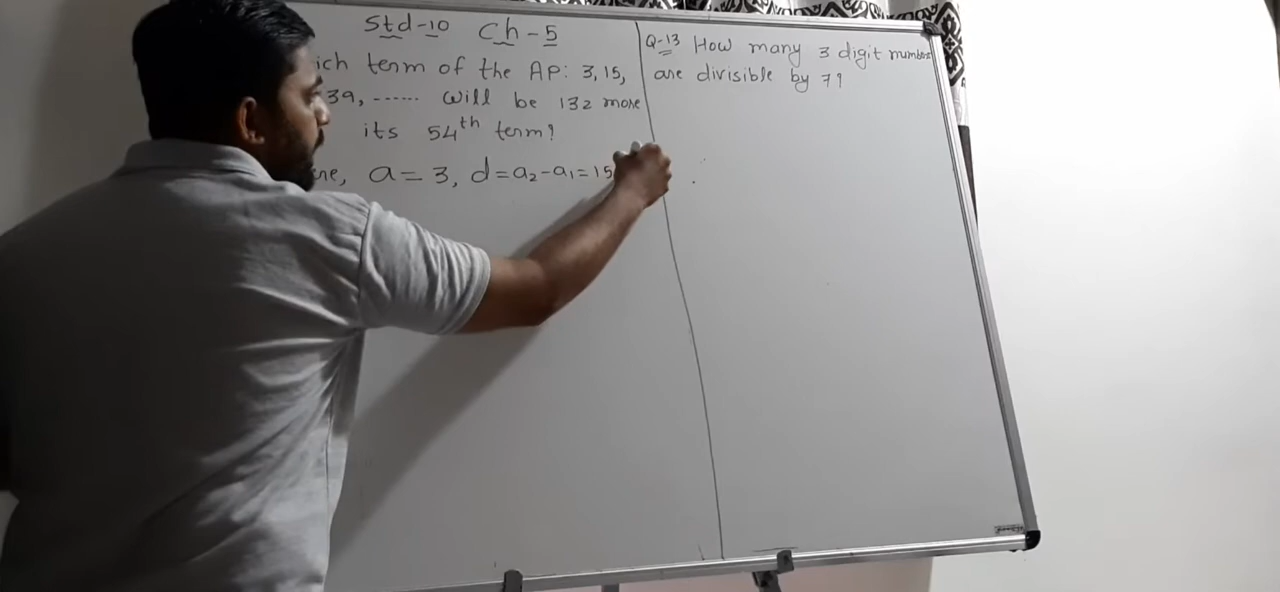 Std-10 Ch-5
ich term of the AP: 3, 15,
39, ...... will be 132 more
its 54th term?
ne, a = 3, d = a2 - a1 = 15
Q-13 How many 3 digit numbers
are divisible by 7?